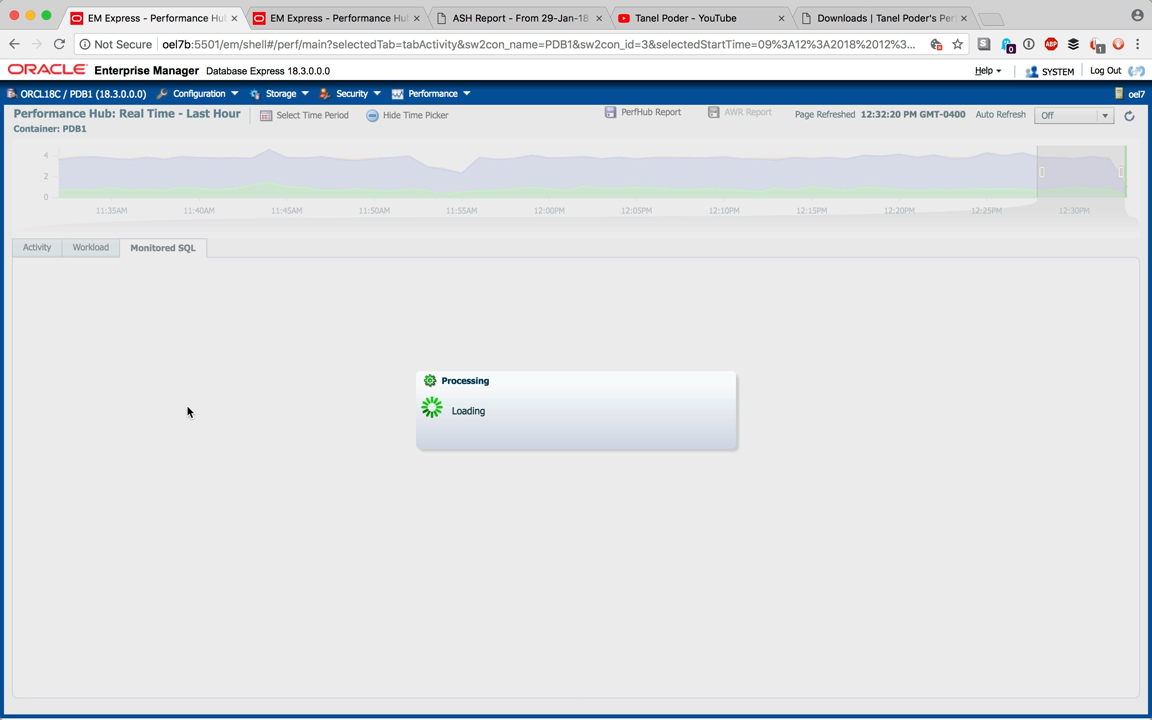 EM Express - Performance Hu
EM Express - Performance Hu
ASH Report - From 29-Jan-18
Tanel Poder - YouTube
Downloads | Tanel Poder's Per
Not Secure | oel7b:5501/em/shell#/perf/main?selectedTab=tabActivity&sw2con_name=PDB1&sw2con_id=3&selectedStartTime=09%3A12%3A2018%2012%3...
ORACLE Enterprise Manager Database Express 18.3.0.0.0
Help
SYSTEM
Log Out
ORCL18C / PDB1 (18.3.0.0.0)
Configuration
Storage
Security
Performance
oel7
Performance Hub: Real Time - Last Hour
Select Time Period
Hide Time Picker
PerfHub Report
AWR Report
Page Refreshed 12:32:20 PM GMT-0400
Auto Refresh
Off
Container: PDB1
4
2
0
11:35AM 11:40AM 11:45AM 11:50AM 11:55AM 12:00PM 12:05PM 12:10PM 12:15PM 12:20PM 12:25PM 12:30PM
Activity
Workload
Monitored SQL
Processing
Loading